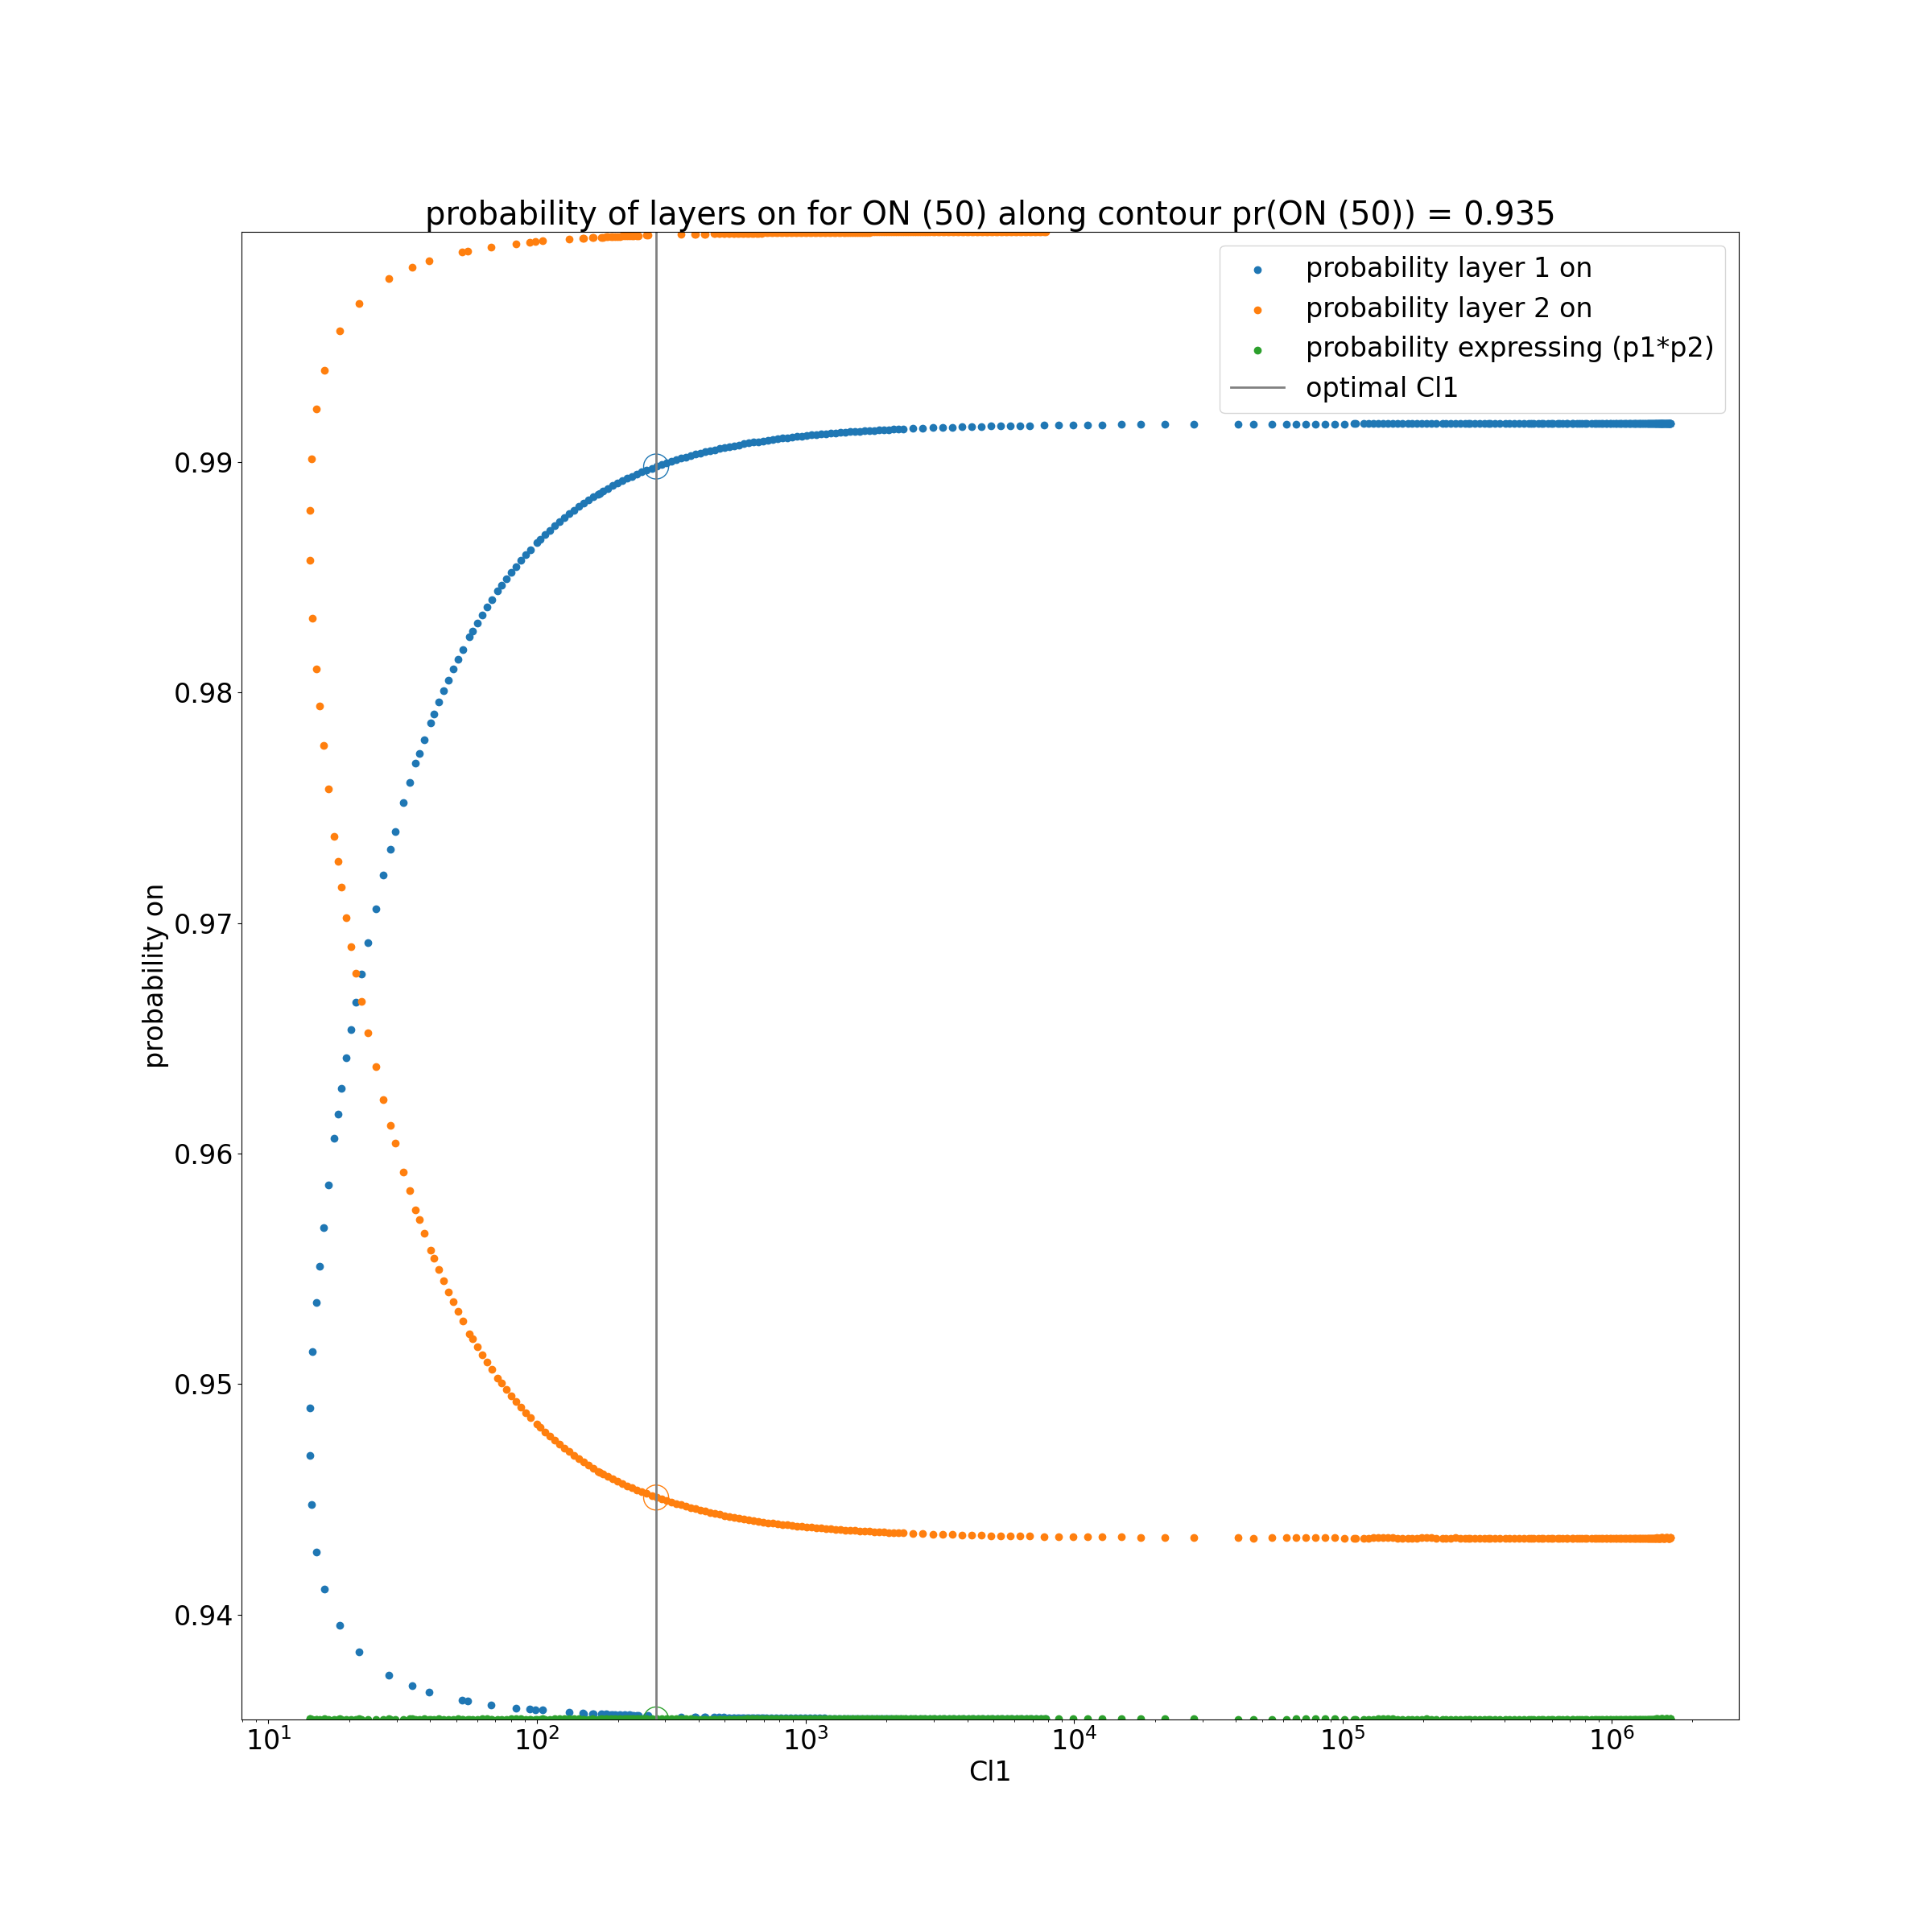 probability of layers on for ON (50) along contour pr(ON (50)) = 0.935
probability layer 1 on
probability layer 2 on
probability expressing (p1*p2)
optimal Cl1
0.99
0.98
0.97
0.96
0.95
0.94
probability on
10¹ 10² 10³ 10⁴ 10⁵ 10⁶
Cl1